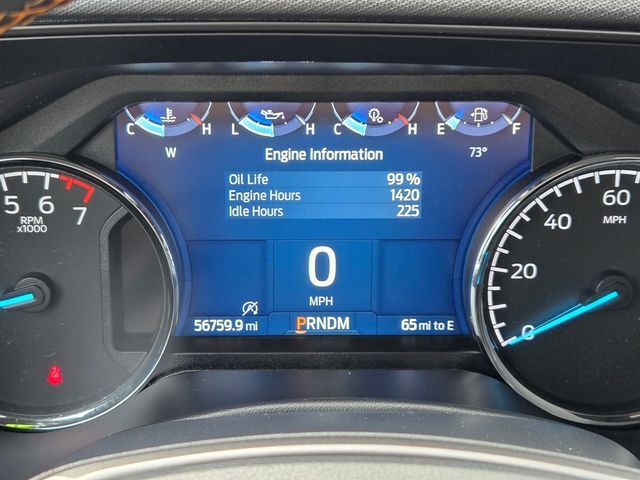 C H L H C H E F
W Engine Information 73°
Oil Life 99 %
Engine Hours 1420
Idle Hours 225
5 6 7
RPM
x1000
0
MPH
0 20 40 60
MPH
56759.9 mi PRNDM 65 mi to E